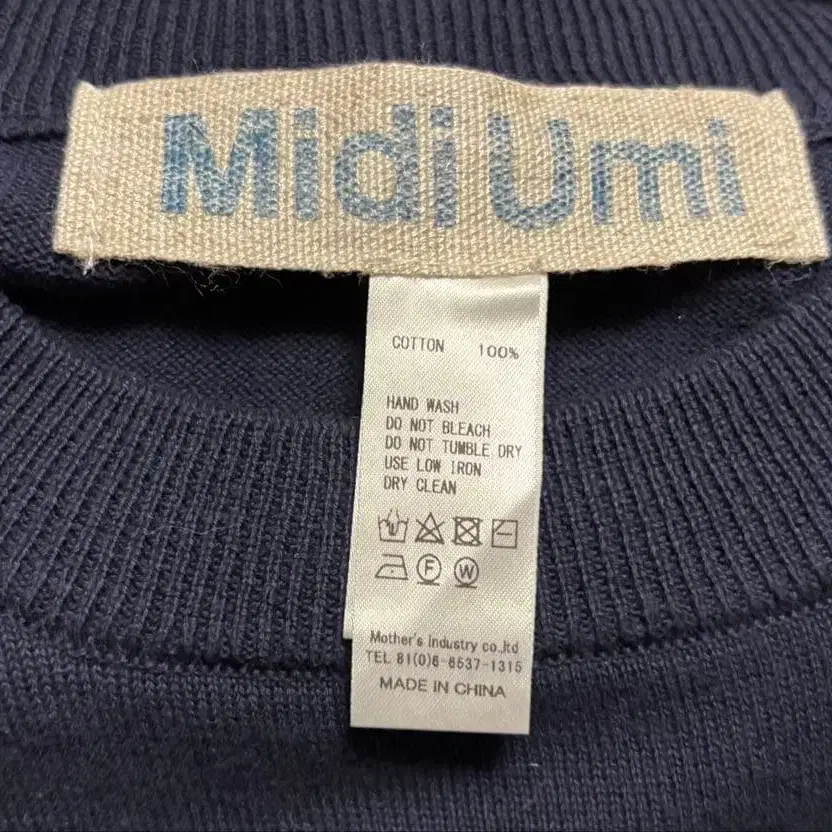 Midi Umi
COTTON 100%
HAND WASH
DO NOT BLEACH
DO NOT TUMBLE DRY
USE LOW IRON
DRY CLEAN
F W
Mother's Industry co.,ltd
TEL 81(0)6-6537-1315
MADE IN CHINA